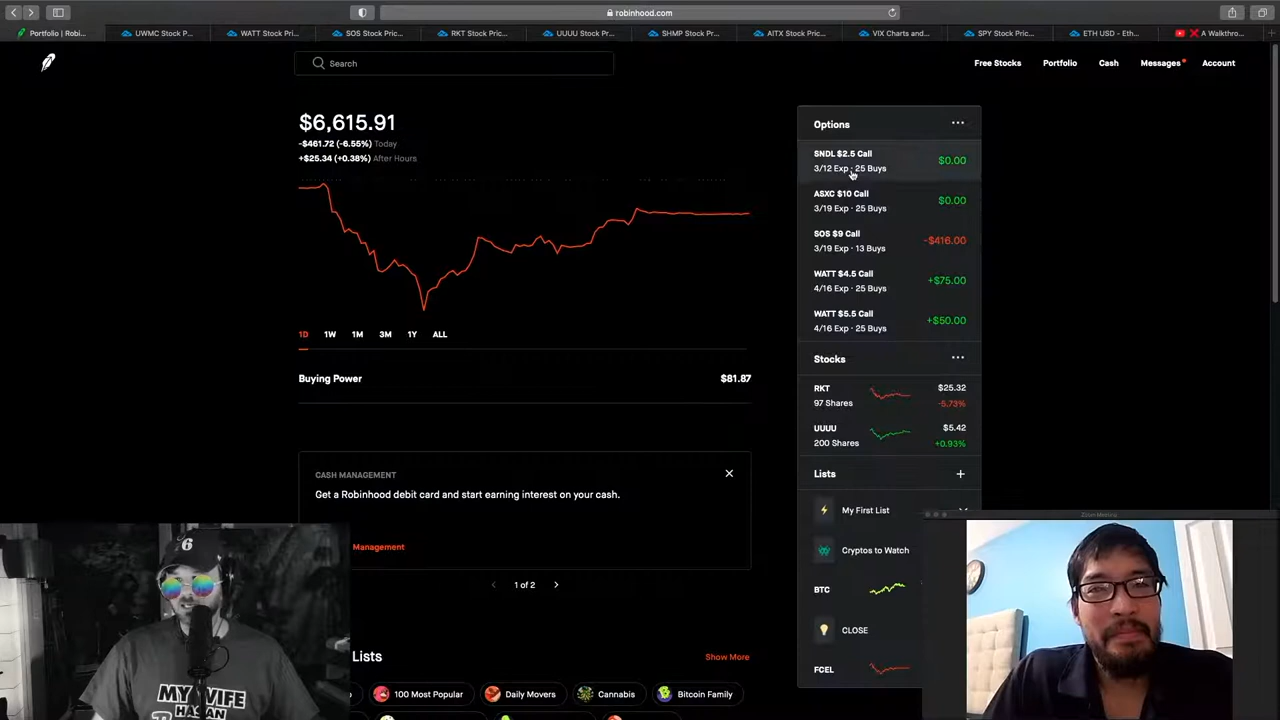 robinhood.com
Portfolio | Robi...
UWMC Stock P...
WATT Stock Pri...
SOS Stock Pric...
RKT Stock Pric...
UUUU Stock Pr...
SHMP Stock Pr...
AITX Stock Pric...
VIX Charts and...
SPY Stock Pric...
ETH USD - Eth...
A Walkthro...
Search
Free Stocks
Portfolio
Cash
Messages
Account
$6,615.91
-$461.72 (-6.55%) Today
+$25.34 (+0.38%) After Hours
1D
1W
1M
3M
1Y
ALL
Buying Power
$81.87
CASH MANAGEMENT
Get a Robinhood debit card and start earning interest on your cash.
Management
1 of 2
Lists
Show More
100 Most Popular
Daily Movers
Cannabis
Bitcoin Family
Options
SNDL $2.5 Call
3/12 Exp · 25 Buys
$0.00
ASXC $10 Call
3/19 Exp · 25 Buys
$0.00
SOS $9 Call
3/19 Exp · 13 Buys
-$416.00
WATT $4.5 Call
4/16 Exp · 25 Buys
+$75.00
WATT $5.5 Call
4/16 Exp · 25 Buys
+$50.00
Stocks
RKT
97 Shares
$25.32
-5.73%
UUUU
200 Shares
$5.42
+0.93%
Lists
My First List
Cryptos to Watch
BTC
CLOSE
FCEL
Zoom Meeting
6
MY WIFE
HAS AN